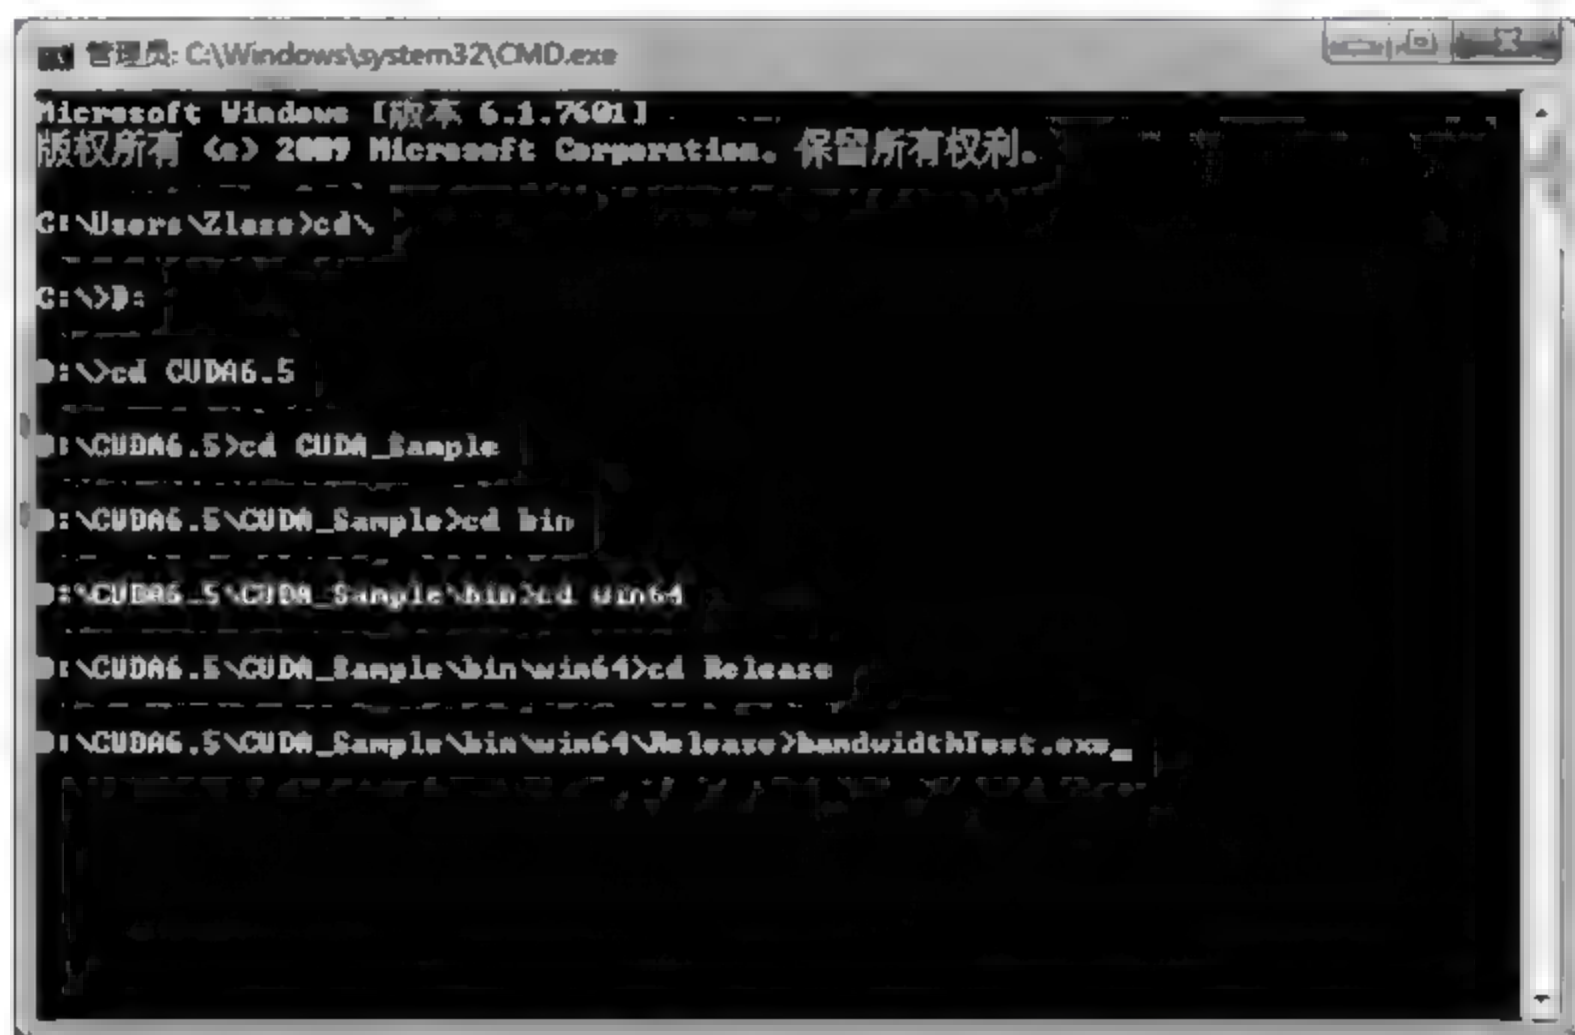 管理员: C:\Windows\system32\CMD.exe
Microsoft Windows [版本 6.1.7601]
版权所有 (c) 2009 Microsoft Corporation。保留所有权利。
C:\Users\Zlase>cd\
C:\>D:
D:\>cd CUDA6.5
D:\CUDA6.5>cd CUDA_Sample
D:\CUDA6.5\CUDA_Sample>cd bin
D:\CUDA6.5\CUDA_Sample\bin>cd win64
D:\CUDA6.5\CUDA_Sample\bin\win64>cd Release
D:\CUDA6.5\CUDA_Sample\bin\win64\Release>bandwidthTest.exe_